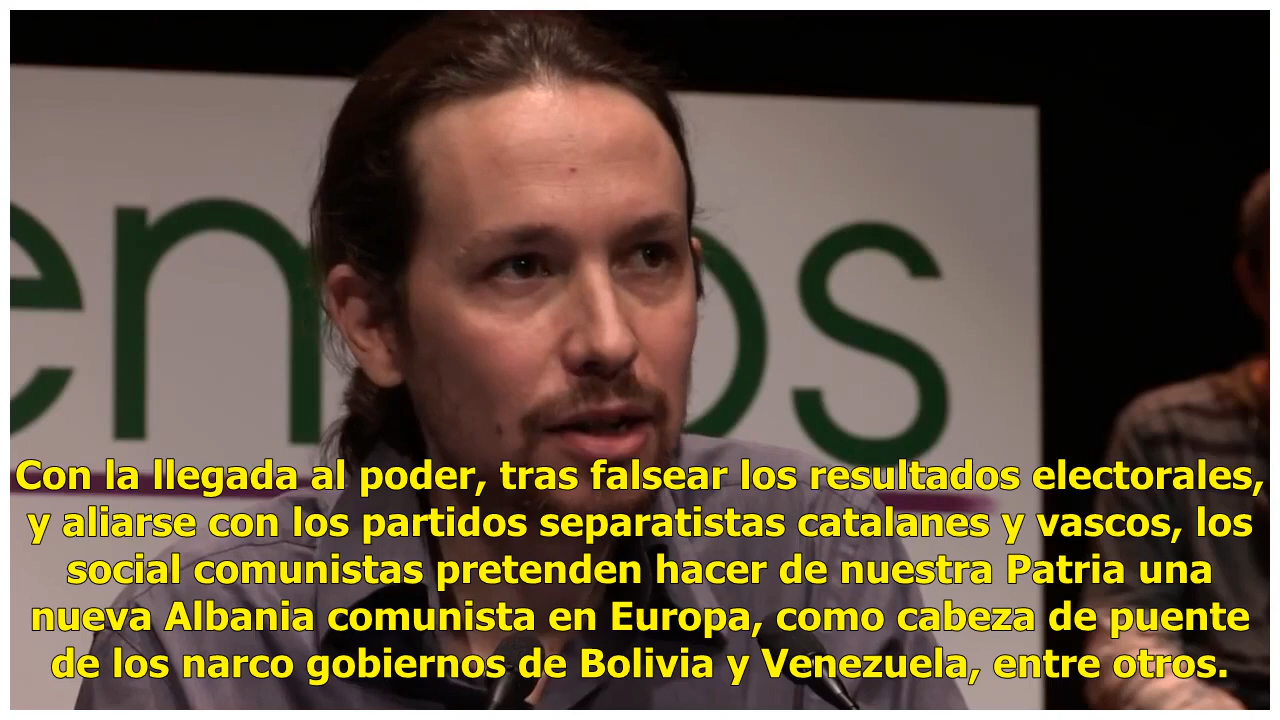 emos
Con la llegada al poder, tras falsear los resultados electorales,
y aliarse con los partidos separatistas catalanes y vascos, los
social comunistas pretenden hacer de nuestra Patria una
nueva Albania comunista en Europa, como cabeza de puente
de los narco gobiernos de Bolivia y Venezuela, entre otros.